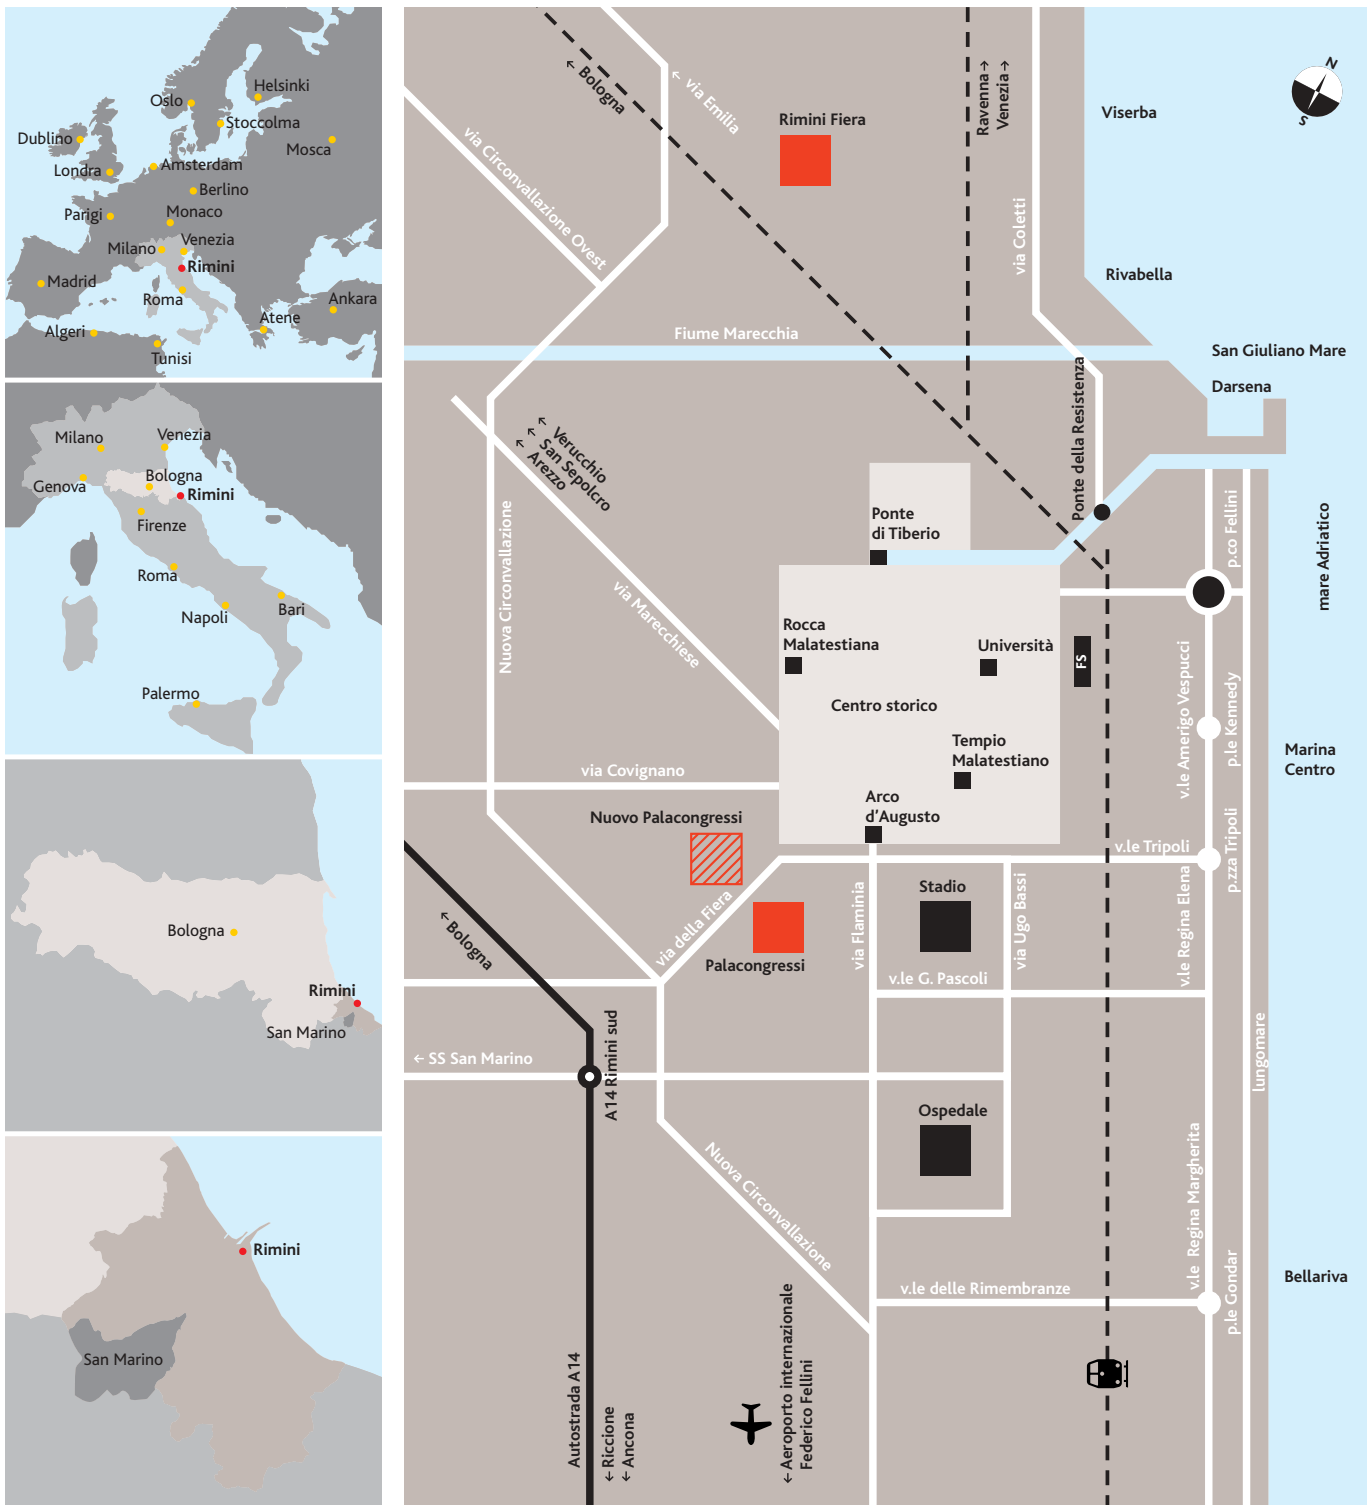 Helsinki
Oslo
Stoccolma
Dublino
Mosca
Londra
Amsterdam
Berlino
Parigi
Monaco
Milano
Venezia
Rimini
Madrid
Roma
Ankara
Atene
Algeri
Tunisi
Milano
Venezia
Genova
Bologna
Rimini
Firenze
Roma
Napoli
Bari
Palermo
Bologna
Rimini
San Marino
Rimini
San Marino
← Bologna
← via Emilia
Rimini Fiera
Ravenna→
Venezia→
Viserba
N
S
via Circonvallazione Ovest
via Coletti
Rivabella
Fiume Marecchia
San Giuliano Mare
Darsena
Ponte della Resistenza
← Verucchio
← San Sepolcro
← Arezzo
Nuova Circonvallazione
via Marecchiese
Ponte
di Tiberio
p.co Fellini
mare Adriatico
Rocca
Malatestiana
Università
FS
Centro storico
v.le Amerigo Vespucci
p.le Kennedy
Tempio
Malatestiano
Marina
Centro
via Covignano
Arco
d'Augusto
Nuovo Palacongressi
v.le Tripoli
p.zza Tripoli
← Bologna
via della Fiera
Palacongressi
via Flaminia
Stadio
via Ugo Bassi
v.le Regina Elena
v.le G. Pascoli
← SS San Marino
A14 Rimini sud
lungomare
Ospedale
Nuova Circonvallazione
v.le Regina Margherita
Bellariva
v.le delle Rimembranze
p.le Gondar
Autostrada A14
← Riccione
← Ancona
← Aeroporto internazionale
Federico Fellini